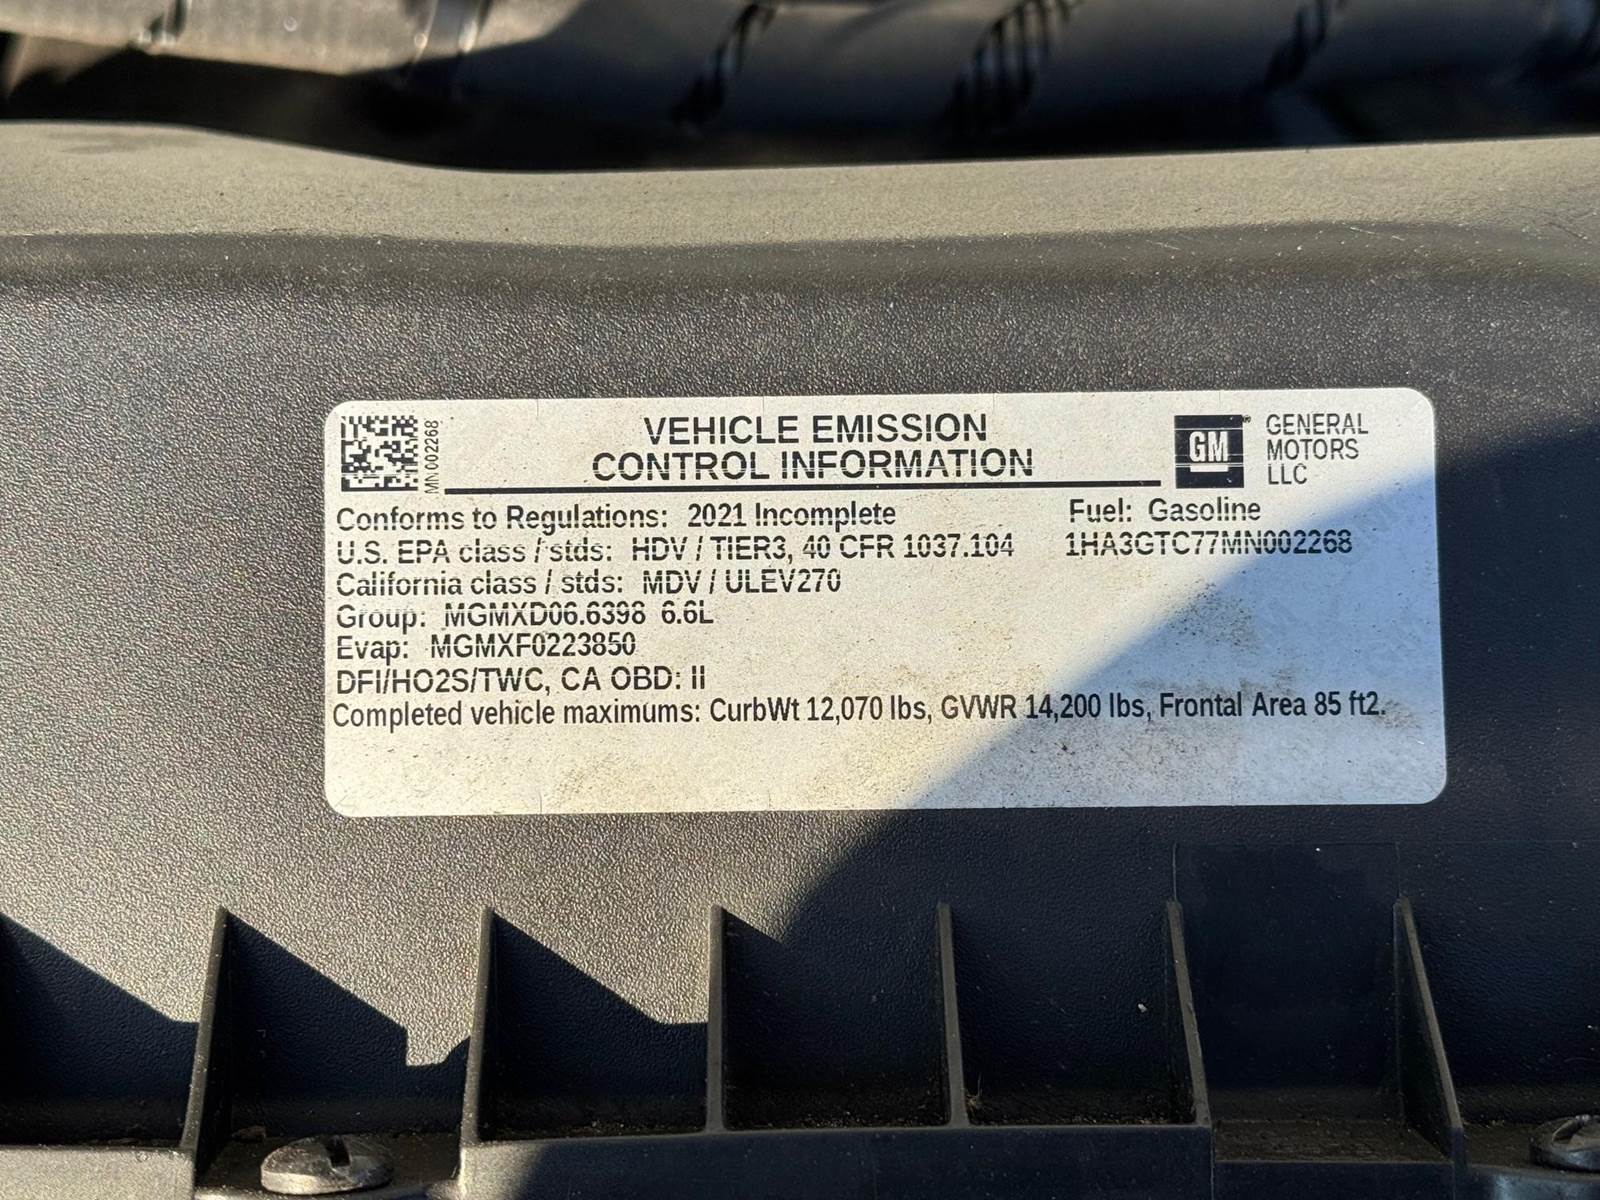 MN002268
VEHICLE EMISSION
CONTROL INFORMATION
GM
GENERAL
MOTORS
LLC
Conforms to Regulations: 2021 Incomplete
Fuel: Gasoline
U.S. EPA class / stds: HDV / TIER3, 40 CFR 1037.104
1HA3GTC77MN002268
California class / stds: MDV / ULEV270
Group: MGMXD06.6398 6.6L
Evap: MGMXF0223850
DFI/HO2S/TWC, CA OBD: II
Completed vehicle maximums: CurbWt 12,070 lbs, GVWR 14,200 lbs, Frontal Area 85 ft2.